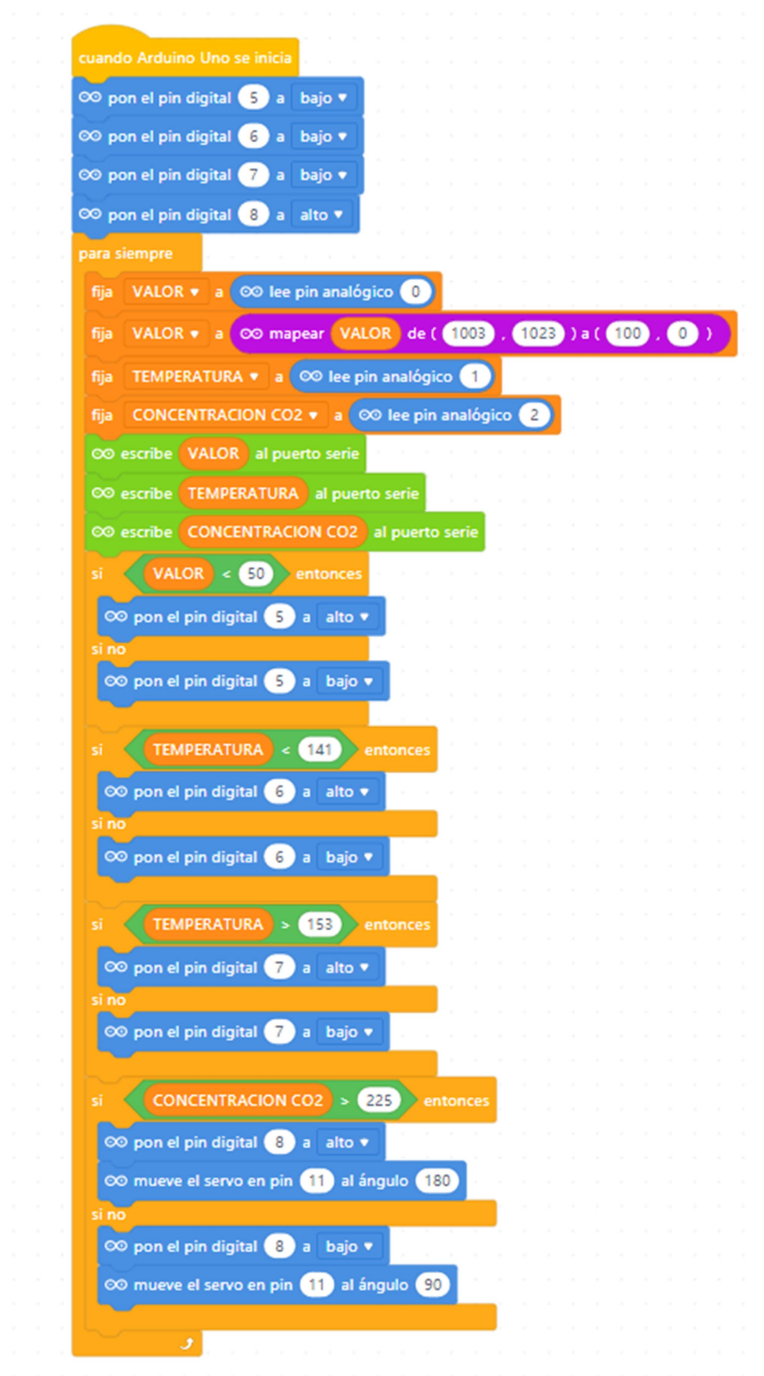 cuando Arduino Uno se inicia
pon el pin digital 5 a bajo
pon el pin digital 6 a bajo
pon el pin digital 7 a bajo
pon el pin digital 8 a alto
para siempre
fija VALOR a lee pin analógico 0
fija VALOR a mapear VALOR de ( 1003 , 1023 ) a ( 100 , 0 )
fija TEMPERATURA a lee pin analógico 1
fija CONCENTRACION CO2 a lee pin analógico 2
escribe VALOR al puerto serie
escribe TEMPERATURA al puerto serie
escribe CONCENTRACION CO2 al puerto serie
si VALOR < 50 entonces
pon el pin digital 5 a alto
si no
pon el pin digital 5 a bajo
si TEMPERATURA < 141 entonces
pon el pin digital 6 a alto
si no
pon el pin digital 6 a bajo
si TEMPERATURA > 153 entonces
pon el pin digital 7 a alto
si no
pon el pin digital 7 a bajo
si CONCENTRACION CO2 > 225 entonces
pon el pin digital 8 a alto
mueve el servo en pin 11 al ángulo 180
si no
pon el pin digital 8 a bajo
mueve el servo en pin 11 al ángulo 90